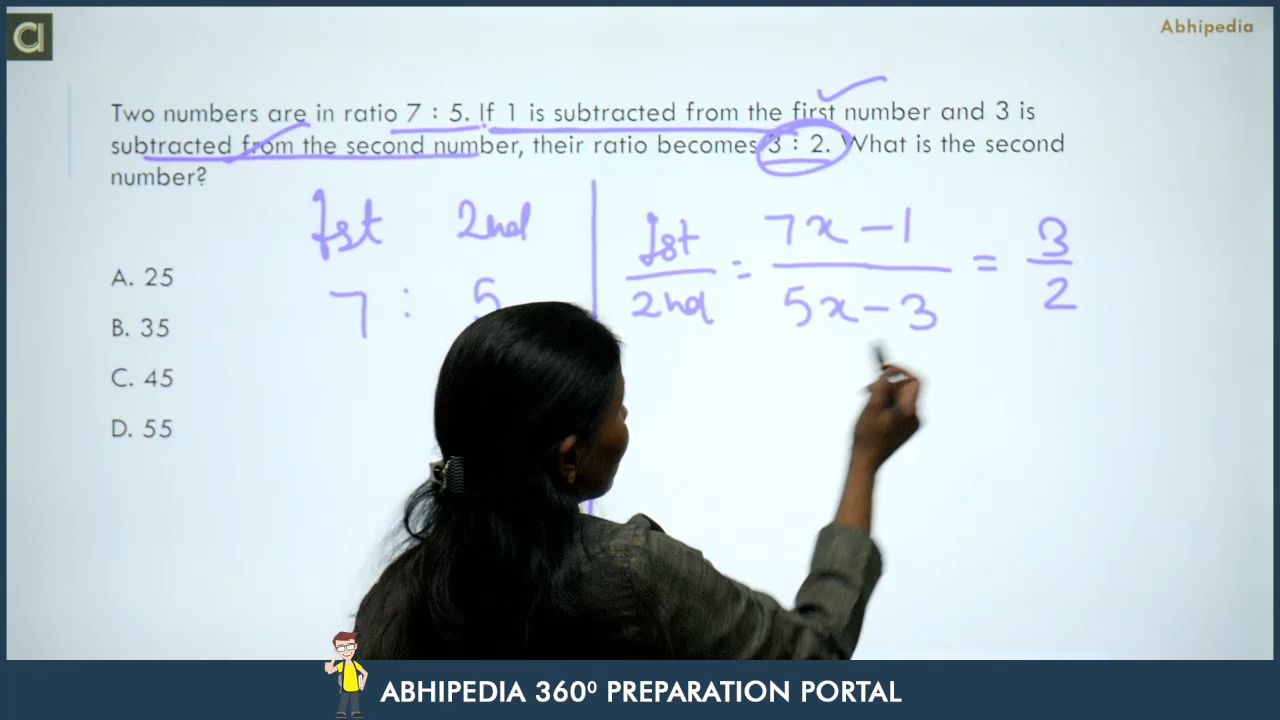 Abhipedia
Two numbers are in ratio 7 : 5. If 1 is subtracted from the first number and 3 is
subtracted from the second number, their ratio becomes 3 : 2. What is the second
number?
A. 25
B. 35
C. 45
D. 55
1st 2nd
7 : 5
1st / 2nd = 7x - 1 / 5x - 3 = 3 / 2
ABHIPEDIA 360⁰ PREPARATION PORTAL